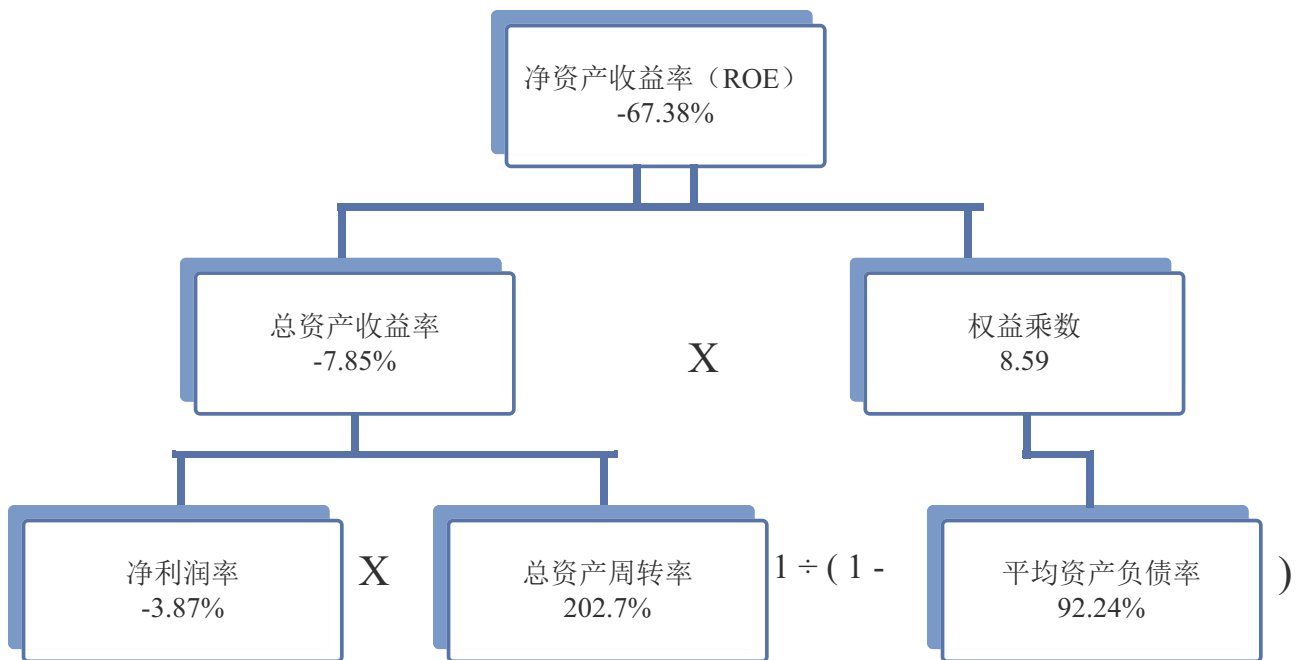 净资产收益率（ROE）
-67.38%
总资产收益率
-7.85%
X
权益乘数
8.59
净利润率
-3.87%
X
总资产周转率
202.7%
1 ÷ ( 1 -
平均资产负债率
92.24%
)